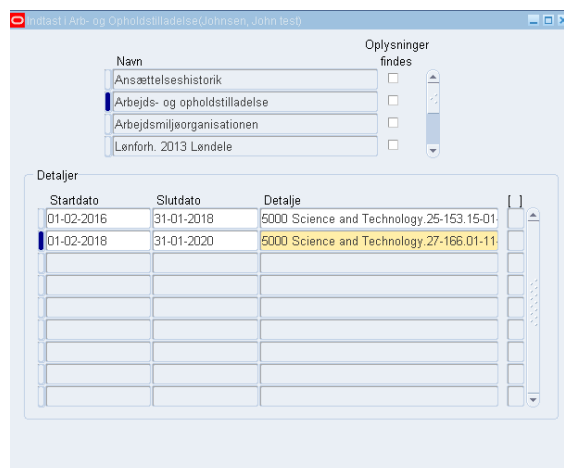 Indtast i Arb- og Opholdstilladelse(Johnsen, John test)
Oplysninger
Navn findes
Ansættelseshistorik
Arbejds- og opholdstilladelse
Arbejdsmiljøorganisationen
Lønforh. 2013 Løndele
Detaljer
Startdato Slutdato Detalje [ ]
01-02-2016 31-01-2018 5000 Science and Technology.25-153.15-01-
01-02-2018 31-01-2020 5000 Science and Technology.27-166.01-11-